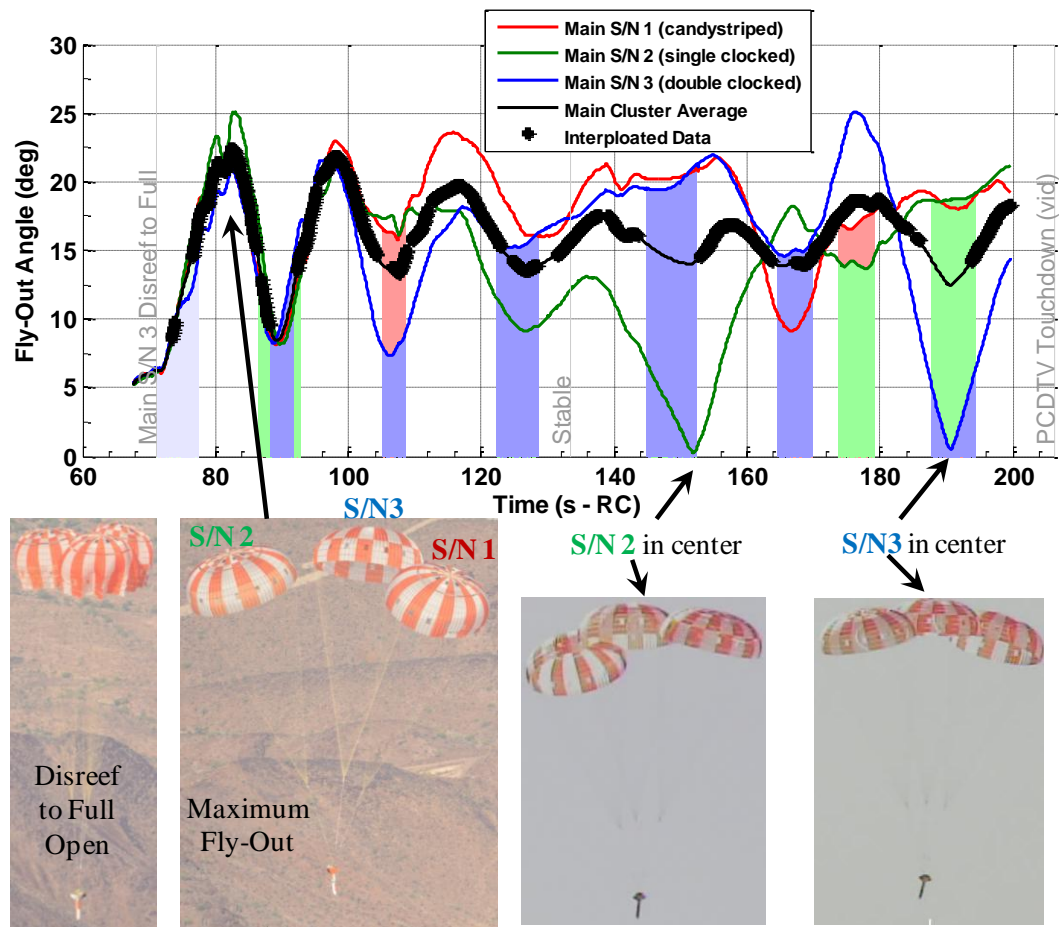 Main S/N 1 (candystriped)
Main S/N 2 (single clocked)
Main S/N 3 (double clocked)
Main Cluster Average
Interploated Data
Fly-Out Angle (deg)
30
25
20
15
10
5
0
Main S/N 3 Disreef to Full
Stable
PCDTV Touchdown (vid)
60
80
100
120
140
160
180
200
Time (s - RC)
S/N 2
S/N3
S/N 1
S/N 2 in center
S/N3 in center
Disreef
to Full
Open
Maximum
Fly-Out